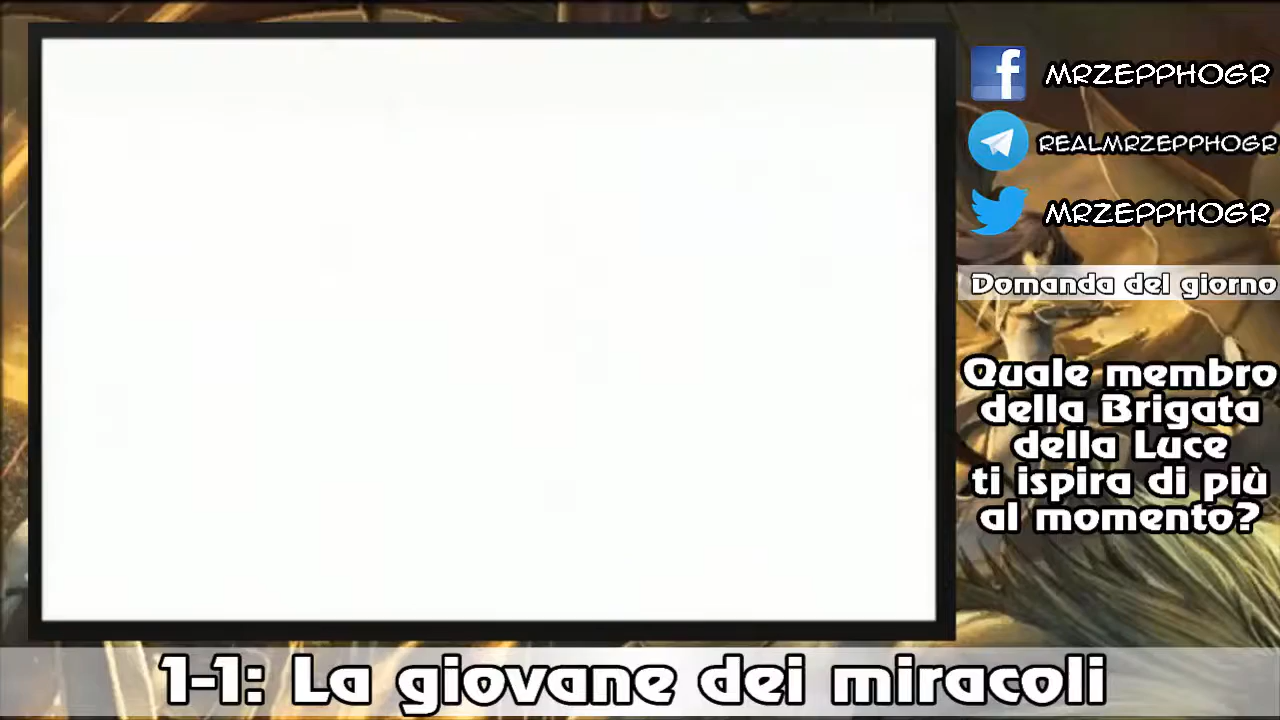 MRZEPPHOGR
REALMRZEPPHOGR
MRZEPPHOGR
Domanda del giorno
Quale membro
della Brigata
della Luce
ti ispira di più
al momento?
1-1: La giovane dei miracoli